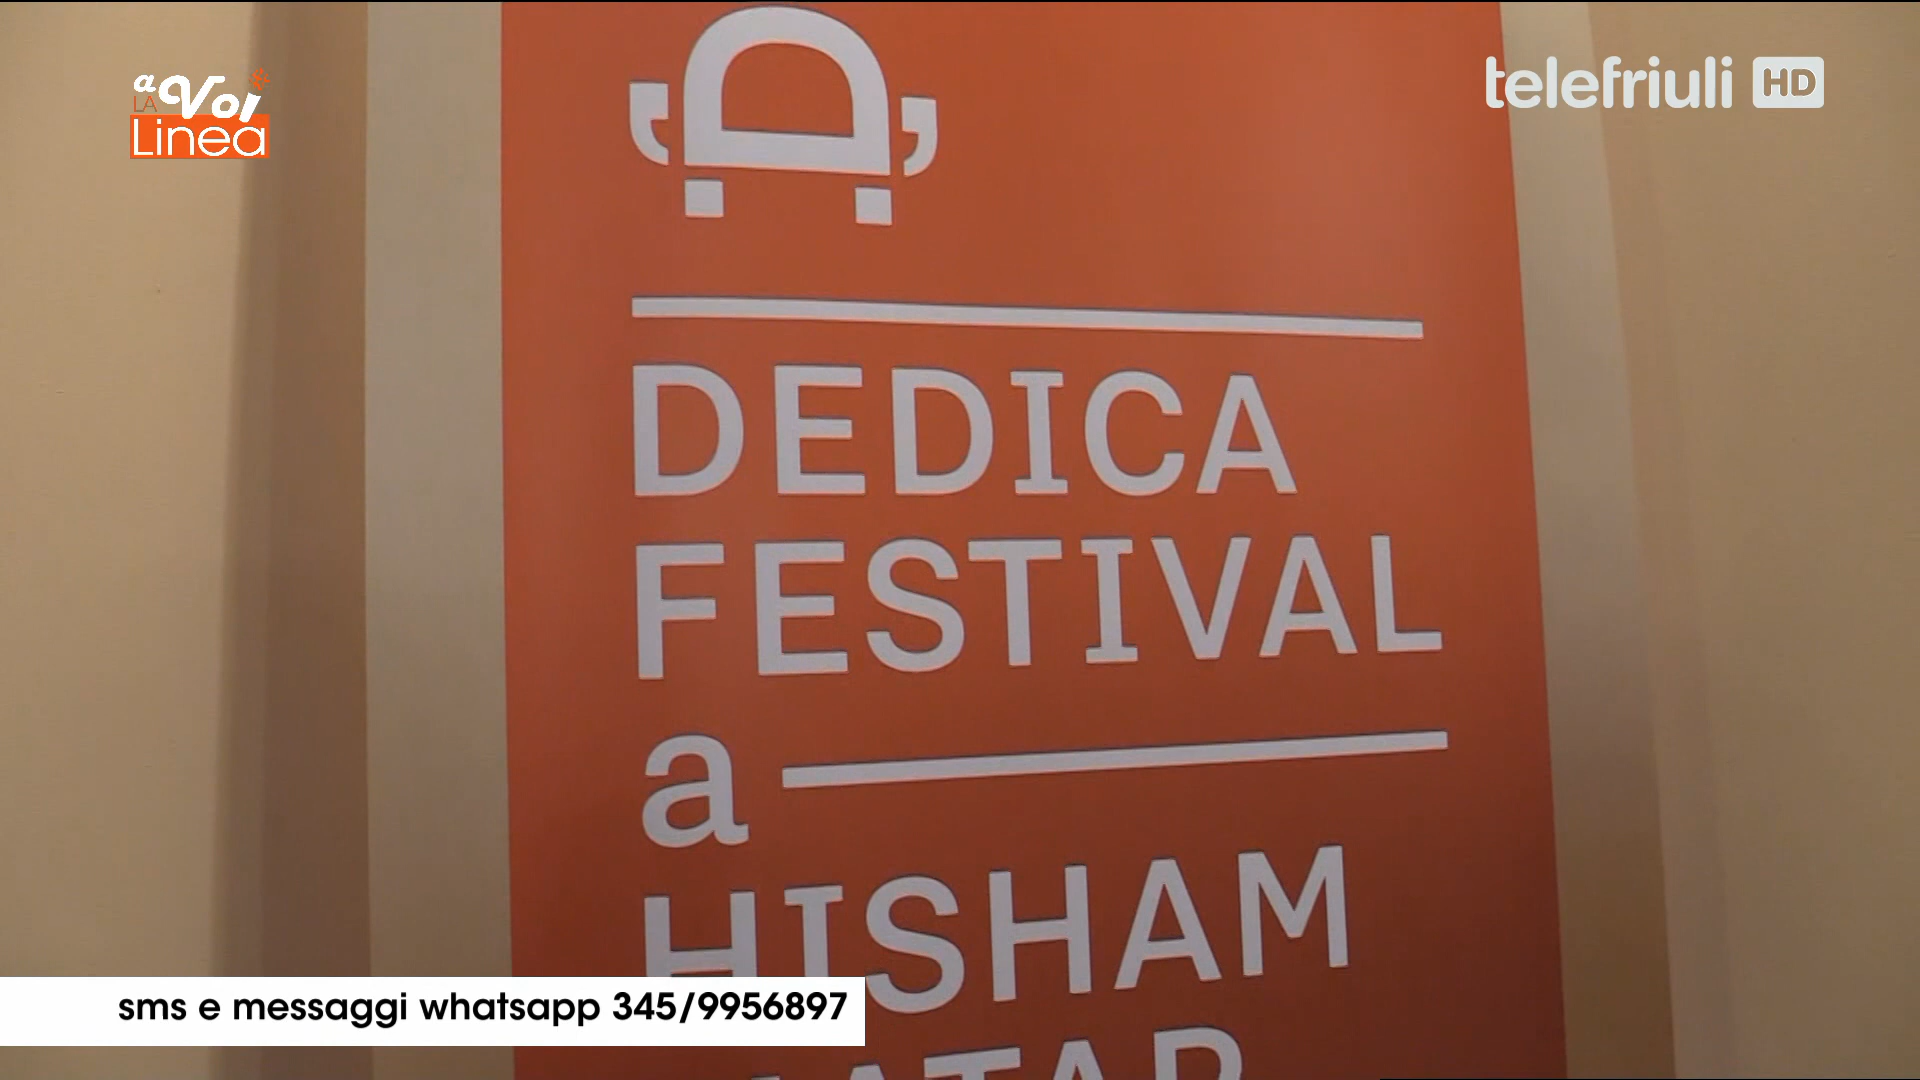 a Voi
LA
Linea
telefriuli HD
DEDICA
FESTIVAL
a
HISHAM
sms e messaggi whatsapp 345/9956897